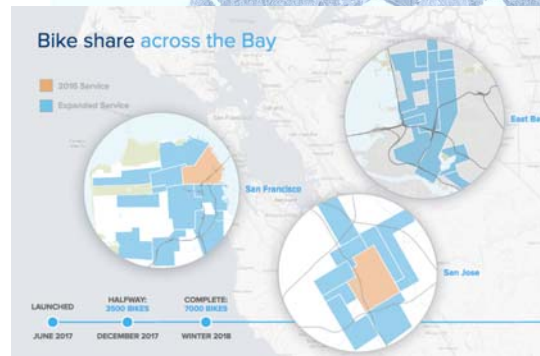 Bike share across the Bay
2016 Service
Expanded Service
East Ba
San Francisco
San Jose
LAUNCHED
HALFWAY:
3500 BIKES
COMPLETE:
7000 BIKES
JUNE 2017
DECEMBER 2017
WINTER 2018